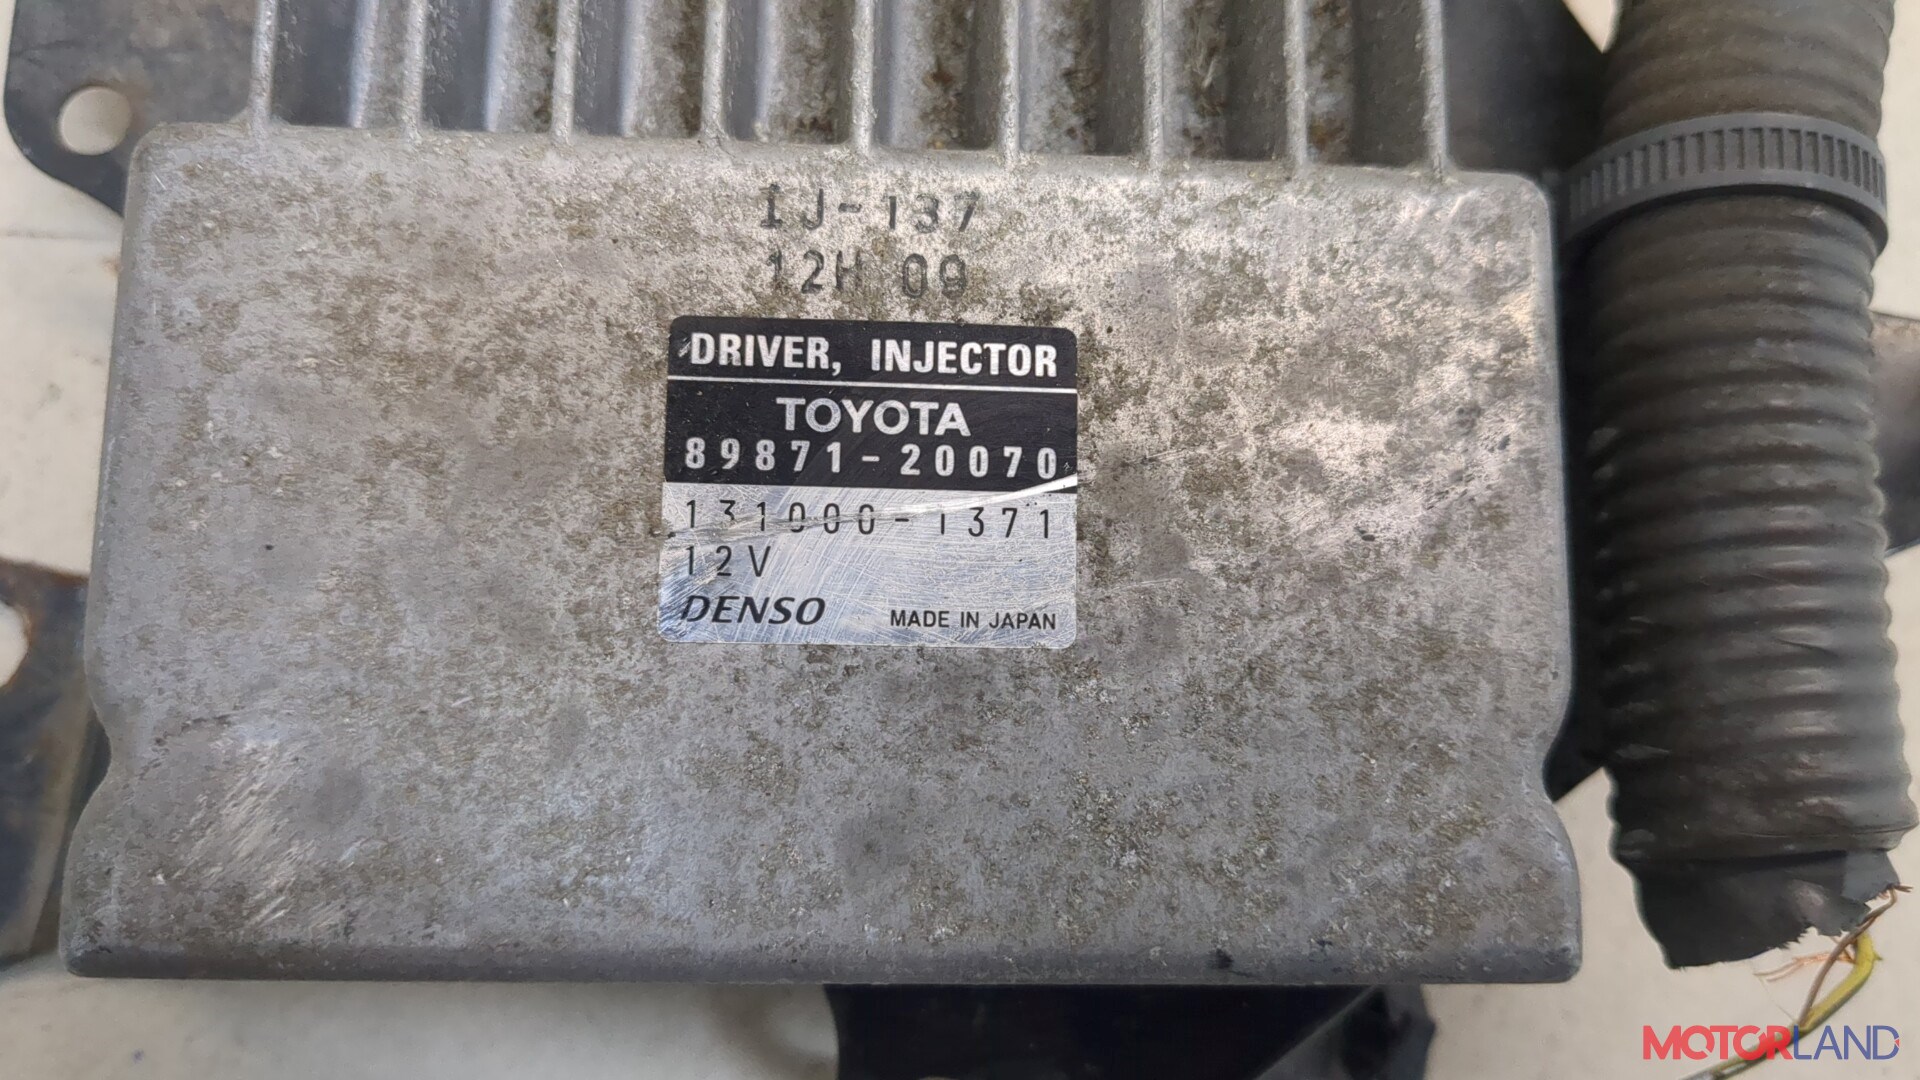 1J-137
12H 09
DRIVER, INJECTOR
TOYOTA
89871-20070
131000-1371
12V
DENSO MADE IN JAPAN
MOTORLAND